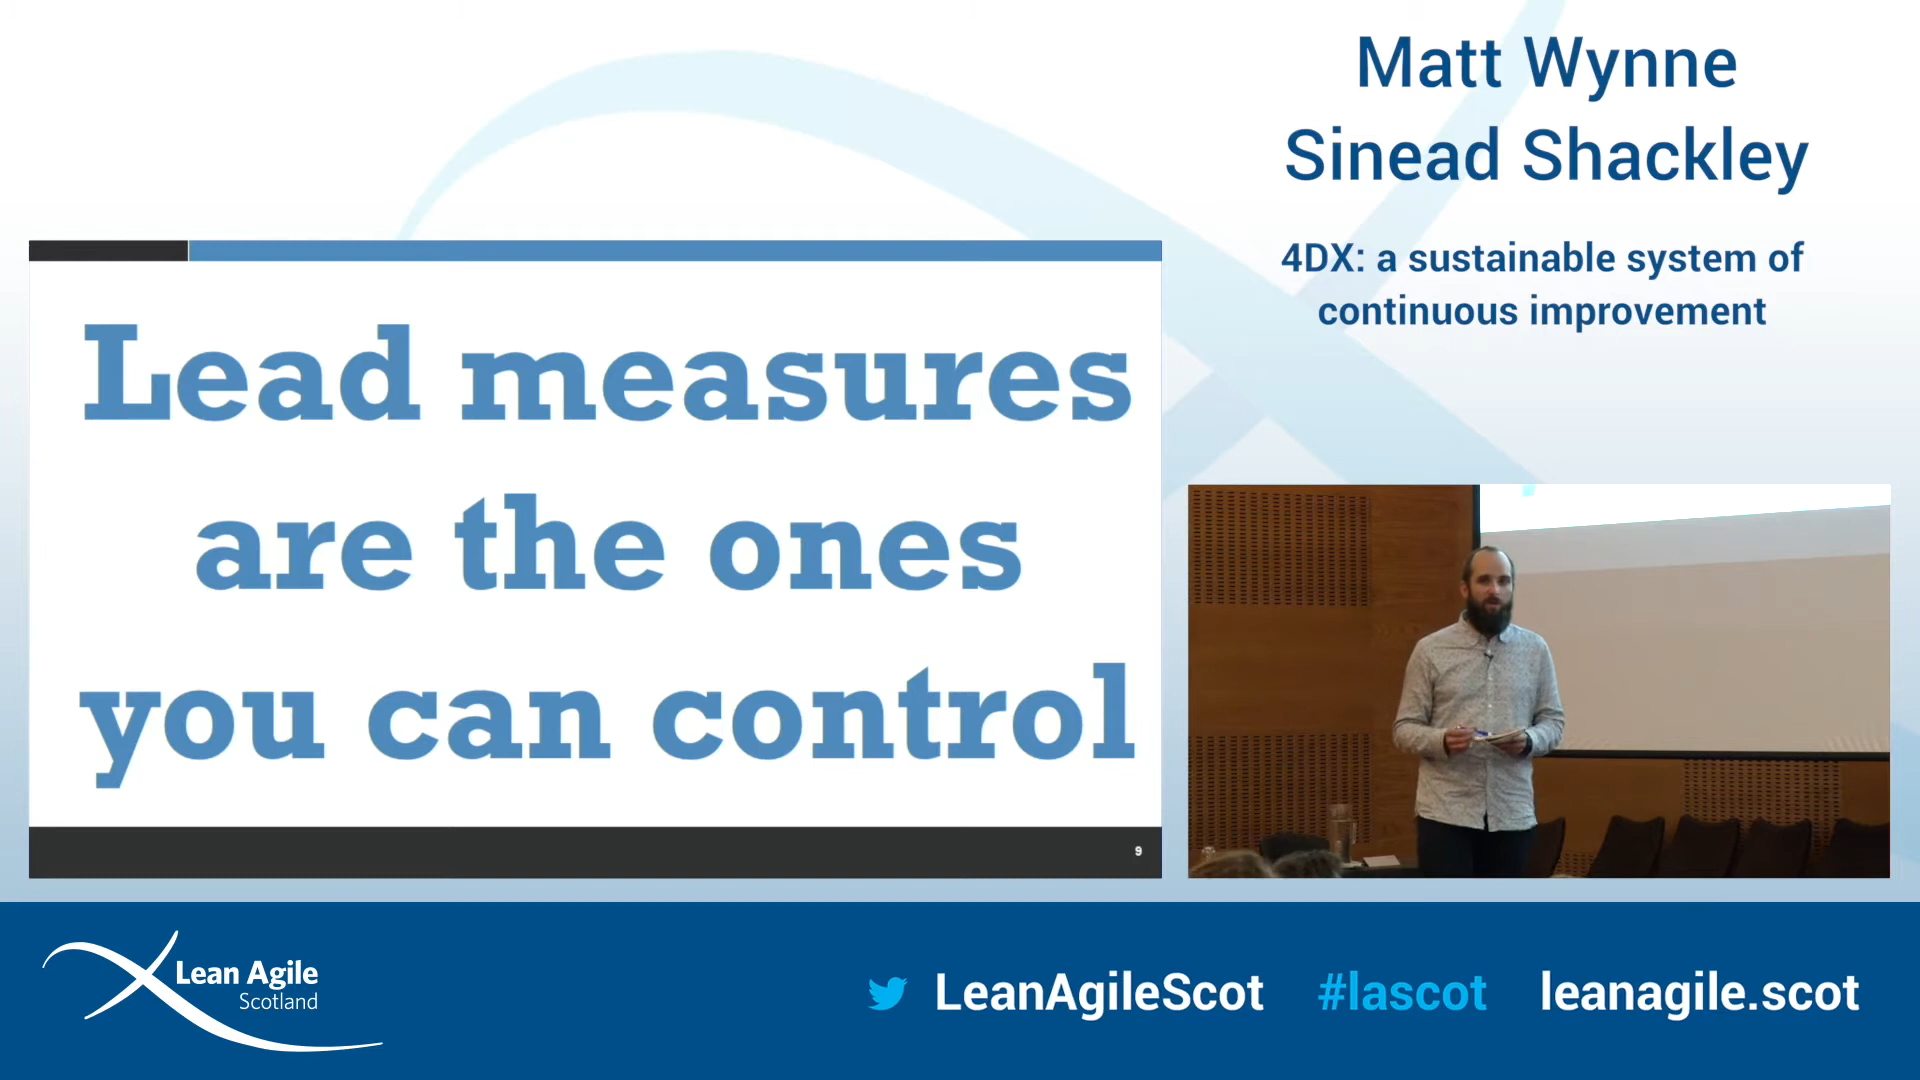 Matt Wynne
Sinead Shackley
4DX: a sustainable system of
continuous improvement
Lead measures
are the ones
you can control
9
Lean Agile
Scotland
LeanAgileScot #lascot leanagile.scot